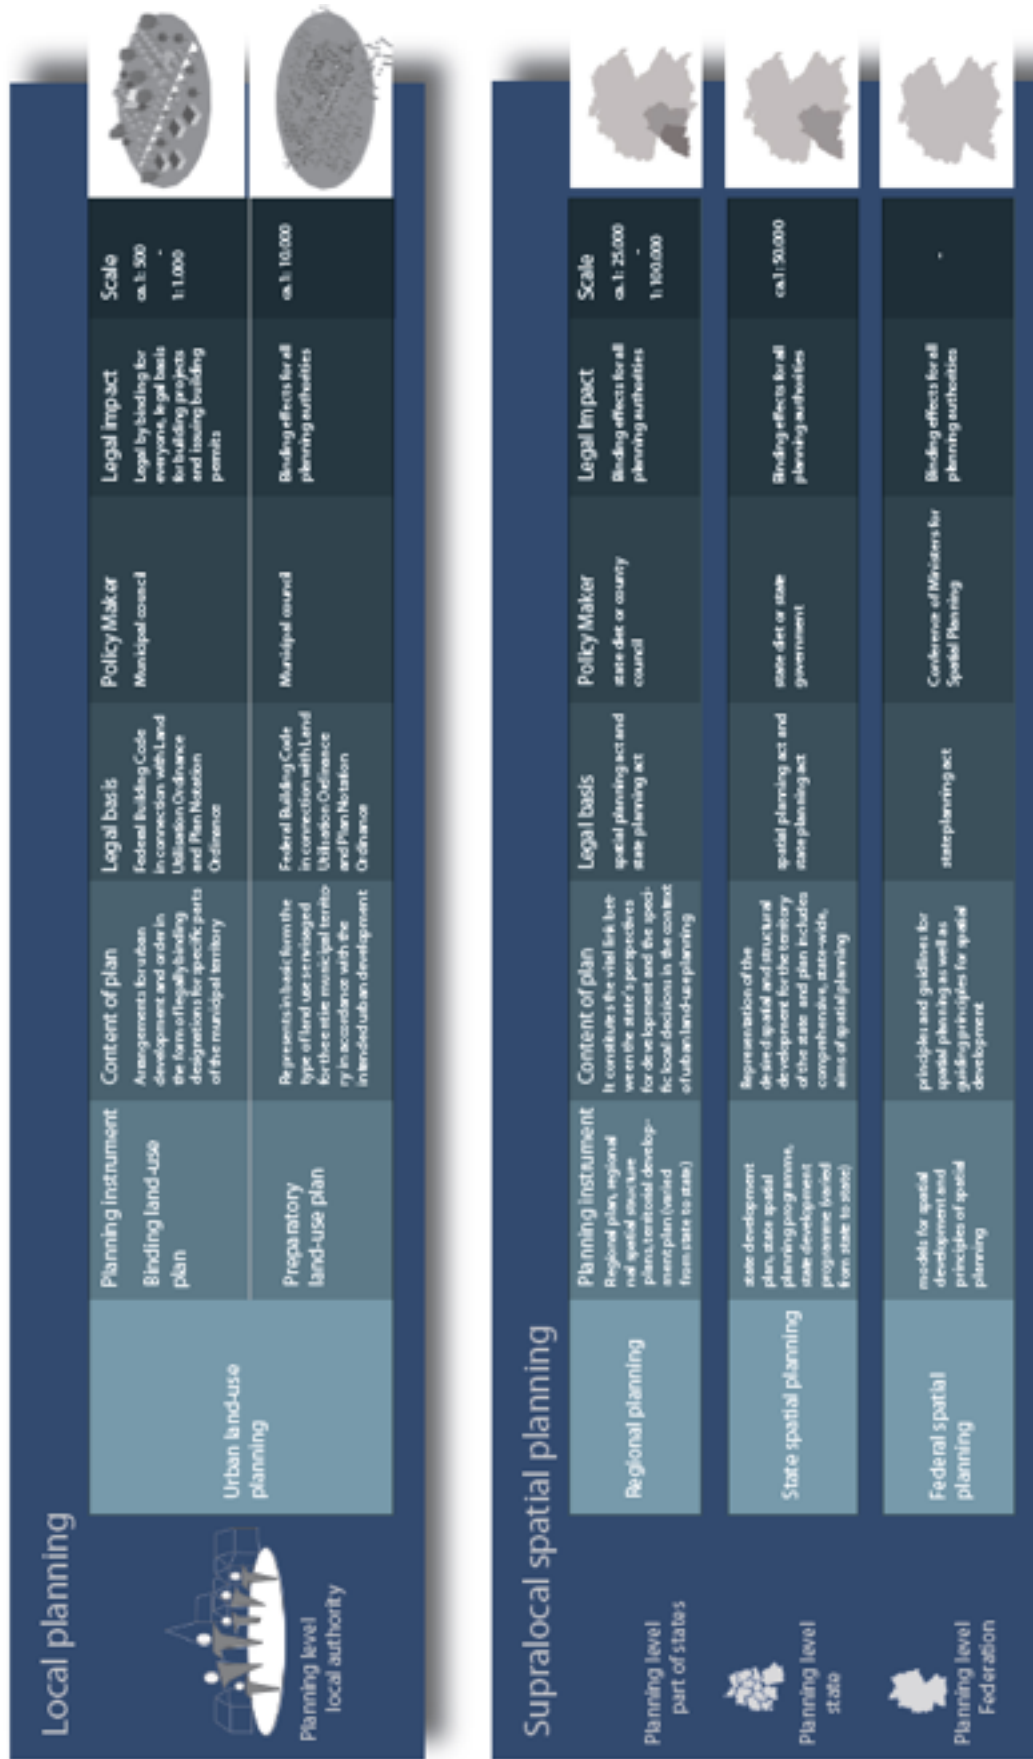 Local planning
Planning level
local authority
Urban land-use
planning
Planning instrument
Binding land-use
plan
Content of plan
Arrangements for urban
development and order in
the form of legally binding
designations for specific parts
of the municipal territory
Legal basis
Federal Building Code
in connection with Land
Utilisation Ordinance
and Plan Notation
Ordinance
Policy Maker
Municipal council
Legal impact
Legal by binding for
everyone, legal basis
for building projects
and issuing building
permits
Scale
ca.1: 500
-
1: 1.000
Preparatory
land-use plan
Represents in basic form the
type of land use envisaged
for the entire municipal territo-
ry in accordance with the
intended urban development
Federal Building Code
in connection with Land
Utilisation Ordinance
and Plan Notation
Ordinance
Municipal council
Binding effects for all
planning authorities
ca.1: 10.000
Supralocal spatial planning
Planning level
part of states
Regional planning
Planning instrument
Regional plan, regional
nal spatial structure
plans, territorial develop-
ment plan (varied
from state to state)
Content of plan
It constitutes the vital link bet-
ween the state's perspectives
for development and the speci-
fic local decisions in the context
of urban land-use planning
Legal basis
spatial planning act and
state planning act
Policy Maker
state diet or county
council
Legal Impact
Binding effects for all
planning authorities
Scale
ca.1: 25.000
-
1: 100.000
Planning level
state
State spatial planning
state development
plan, state spatial
planning programme,
state development
programme (varied
from state to state)
Representation of the
desired spatial and structural
development for the territory
of the state and plan includes
comprehensive, state-wide,
aims of spatial planning
spatial planning act and
state planning act
state diet or state
government
Binding effects for all
planning authorities
ca.1: 50.000
Planning level
Federation
Federal spatial
planning
models for spatial
development and
principles of spatial
planning
principles and guidlines for
spatial planning as well as
guiding principles for spatial
development
state planning act
Conference of Ministers for
Spatial Planning
Binding effects for all
planning authorities
-